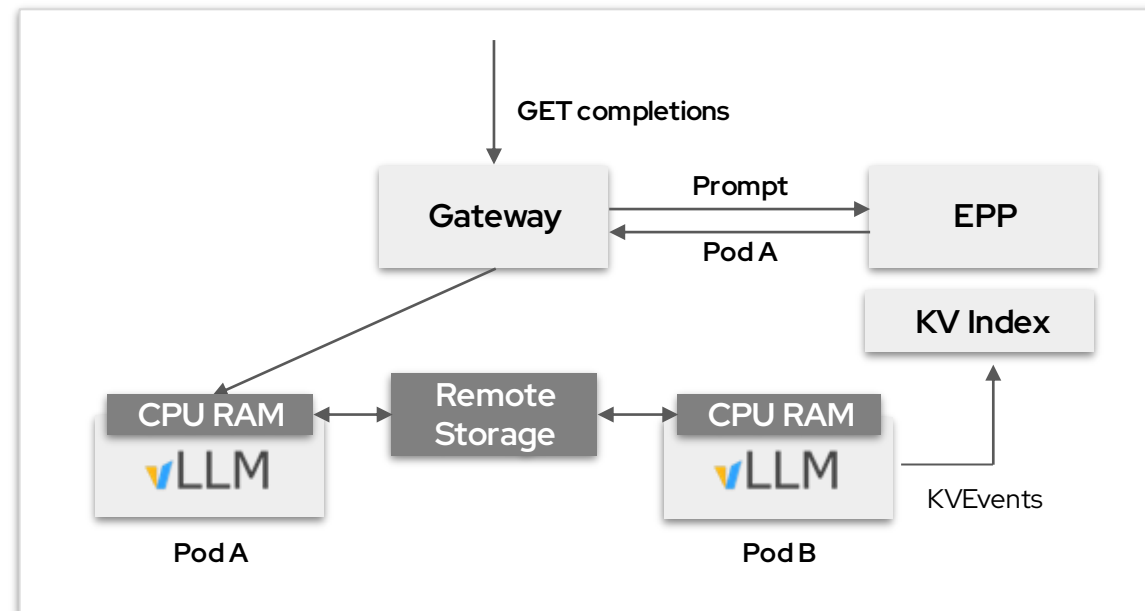 GET completions
Prompt
Gateway
EPP
Pod A
KV Index
Remote
Storage
CPU RAM
CPU RAM
vLLM
vLLM
KVEvents
Pod A
Pod B